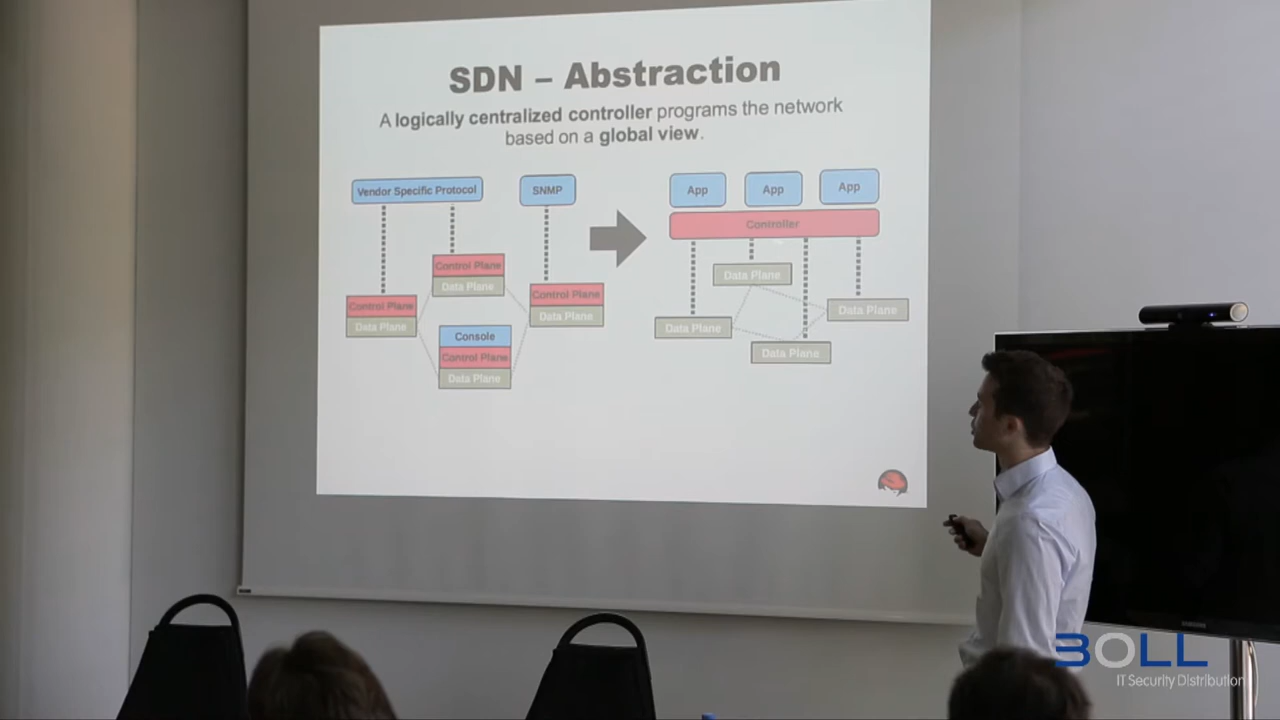 SDN – Abstraction
A logically centralized controller programs the network
based on a global view.
Vendor Specific Protocol
SNMP
Control Plane
Data Plane
Control Plane
Data Plane
Control Plane
Data Plane
Console
Control Plane
Data Plane
App
App
App
Controller
Data Plane
Data Plane
Data Plane
Data Plane
SAMSUNG
BOLL
IT Security Distribution